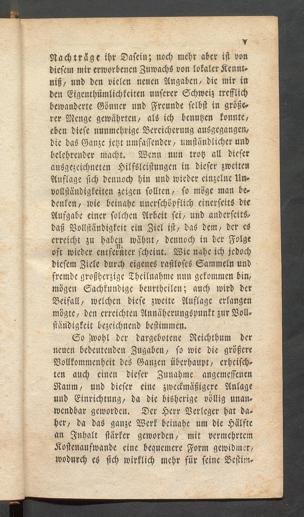 v
Nachträge ihr Dasein; noch mehr aber ist von
diesem mir erworbenen Zuwachs von lokaler Kennt-
niß, und den vielen neuen Angaben, die mir in
den Eigenthümlichkeiten unserer Schweiz trefflich
bewanderte Gönner und Freunde selbst in größe-
rer Menge gewährten, als ich benutzen konnte,
eben diese nunmehrige Bereicherung ausgegangen,
die das Ganze jetzt umfassender, umständlicher und
belehrender macht. Wenn nun trotz all dieser
ausgezeichneten Hilfsleistungen in dieser zweiten
Auflage sich dennoch hin und wieder einzelne Un-
vollständigkeiten zeigen sollten, so möge man be-
denken, wie beinahe unerschöpflich einerseits die
Aufgabe einer solchen Arbeit sei, und anderseits,
daß Vollständigkeit ein Ziel ist, das dem, der es
erreicht zu haben wähnt, dennoch in der Folge
oft wieder entfernter scheint. Wie nahe ich jedoch
diesem Ziele durch eigenes rastloses Sammeln und
fremde großherzige Theilnahme nun gekommen bin,
mögen Sachkundige beurtheilen; auch wird der
Beifall, welchen diese zweite Auflage erlangen
mögte, den erreichten Annäherungspunkt zur Voll-
ständigkeit bezeichnend bestimmen.
So wohl der dargebotene Reichthum der
neuen bedeutenden Zugaben, so wie die größere
Vollkommenheit des Ganzen überhaupt, erheisch-
ten auch einen dieser Zunahme angemessenen
Raum, und dieser eine zweckmäßigere Anlage
und Einrichtung, da die bisherige völlig unan-
wendbar geworden. Der Herr Verleger hat da-
her, da das ganze Werk beinahe um die Hälfte
an Inhalt stärker geworden, mit vermehrtem
Kostenaufwande eine bequemere Form gewidmet,
wodurch es sich wirklich mehr für seine Bestim-